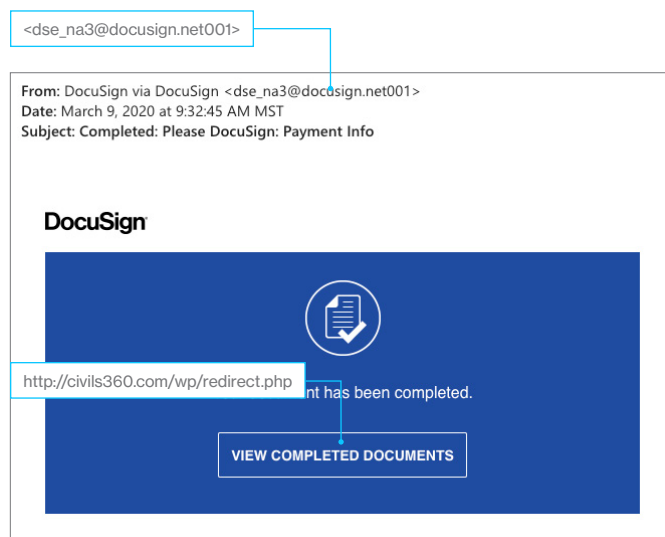 <dse_na3@docusign.net001>
From: DocuSign via DocuSign <dse_na3@docusign.net001>
Date: March 9, 2020 at 9:32:45 AM MST
Subject: Completed: Please DocuSign: Payment Info
DocuSign
http://civils360.com/wp/redirect.php
has been completed.
VIEW COMPLETED DOCUMENTS